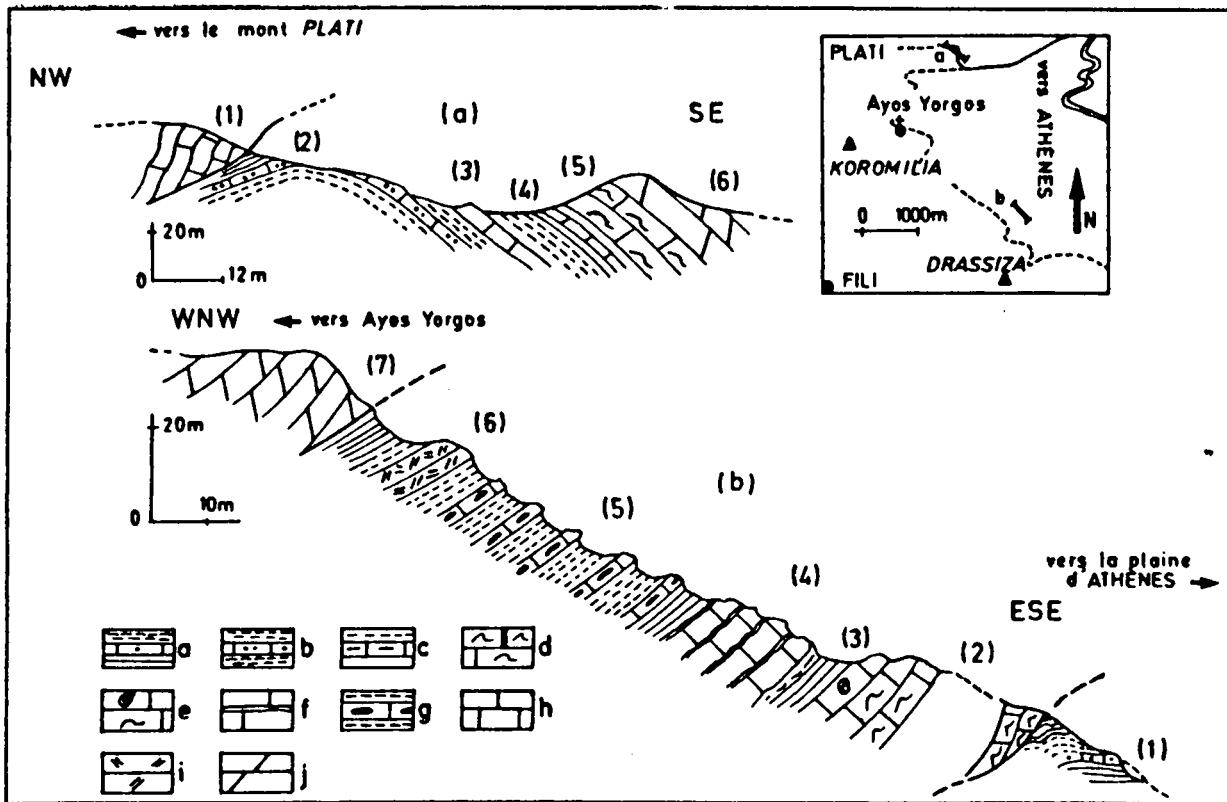 ← vers le mont PLATI
NW
(1)
(2)
(a)
SE
(3)
(4)
(5)
(6)
20m
0
12 m
PLATI
a
Ayos Yorgos
vers ATHÈNES
KOROMILIA
b
0 1000m
N
DRASSIZA
FILI
WNW ← vers Ayos Yorgos
(7)
20m
(6)
(b)
0
10m
(5)
(4)
vers la plaine
d'ATHÈNES →
ESE
(3)
(2)
(1)
a b c d
e f g h
i j